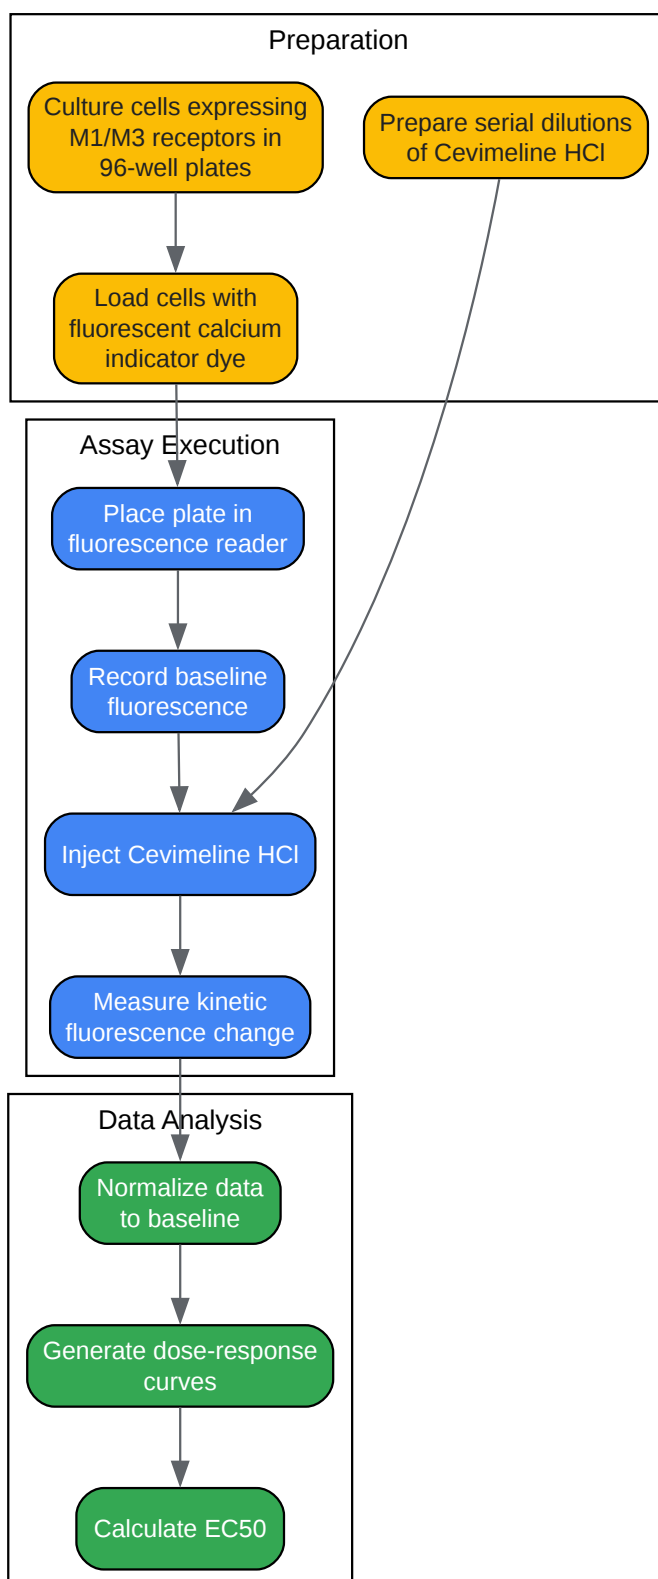 Preparation
Culture cells expressing
M1/M3 receptors in
96-well plates
Prepare serial dilutions
of Cevimeline HCl
Load cells with
fluorescent calcium
indicator dye
Assay Execution
Place plate in
fluorescence reader
Record baseline
fluorescence
Inject Cevimeline HCl
Measure kinetic
fluorescence change
Data Analysis
Normalize data
to baseline
Generate dose-response
curves
Calculate EC50